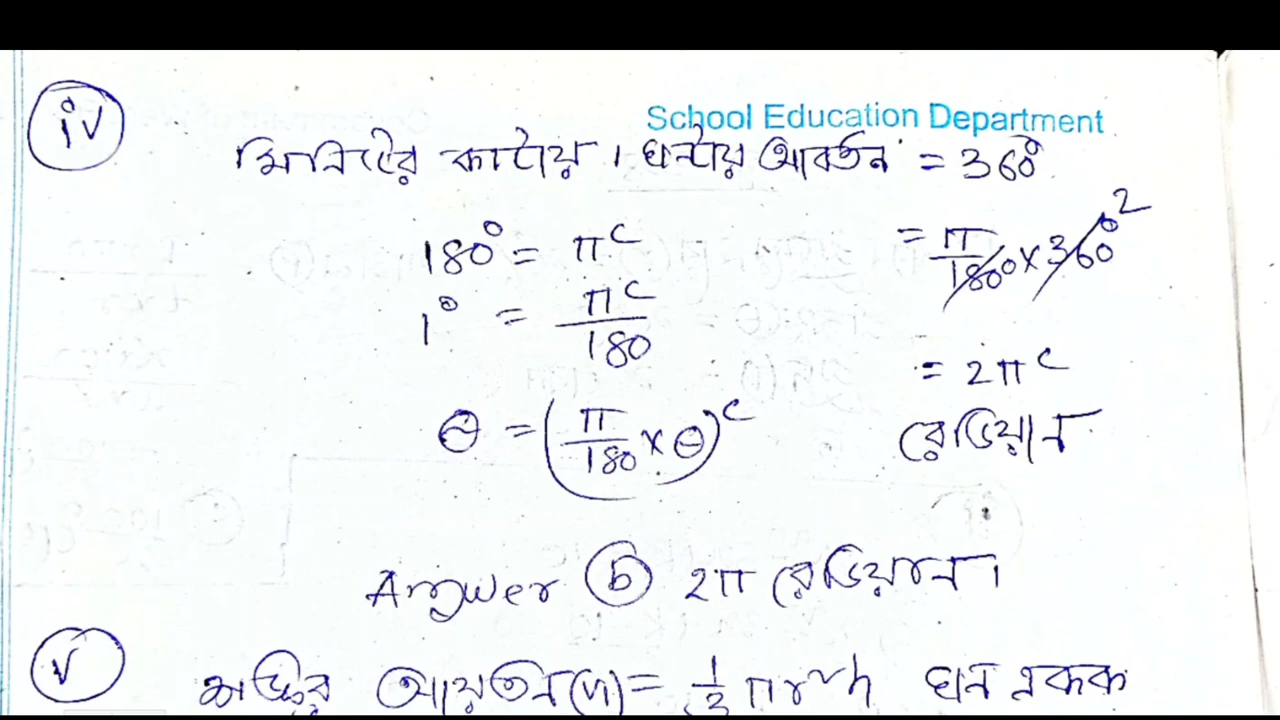 iv
School Education Department
মিনিটের কাটায় 1 ঘন্টায় আবর্তন = 360°
180° = π^c
= π/180 × 360° 2
1° = π^c/180
= 2π^c
θ = (π/180 × θ)^c
রেডিয়ান
Answer (b) 2π রেডিয়ান।
v
আয়তন = 1/3 πr²h ঘন একক